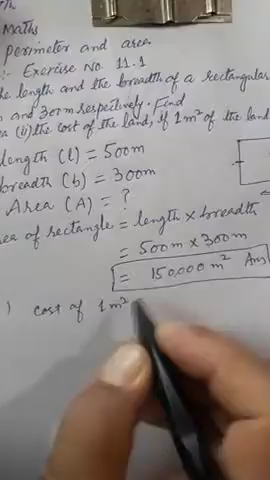 Maths
Perimeter and area
Exercise No 11.1
the length and the breadth of a rectangular
and 300m respectively. Find
(ii) the cost of the land, if 1m² of the land
length (l) = 500m
breadth (b) = 300m
Area (A) = ?
of rectangle = length × breadth
= 500m × 300m
= 150,000 m² Ans
) cost of 1m²